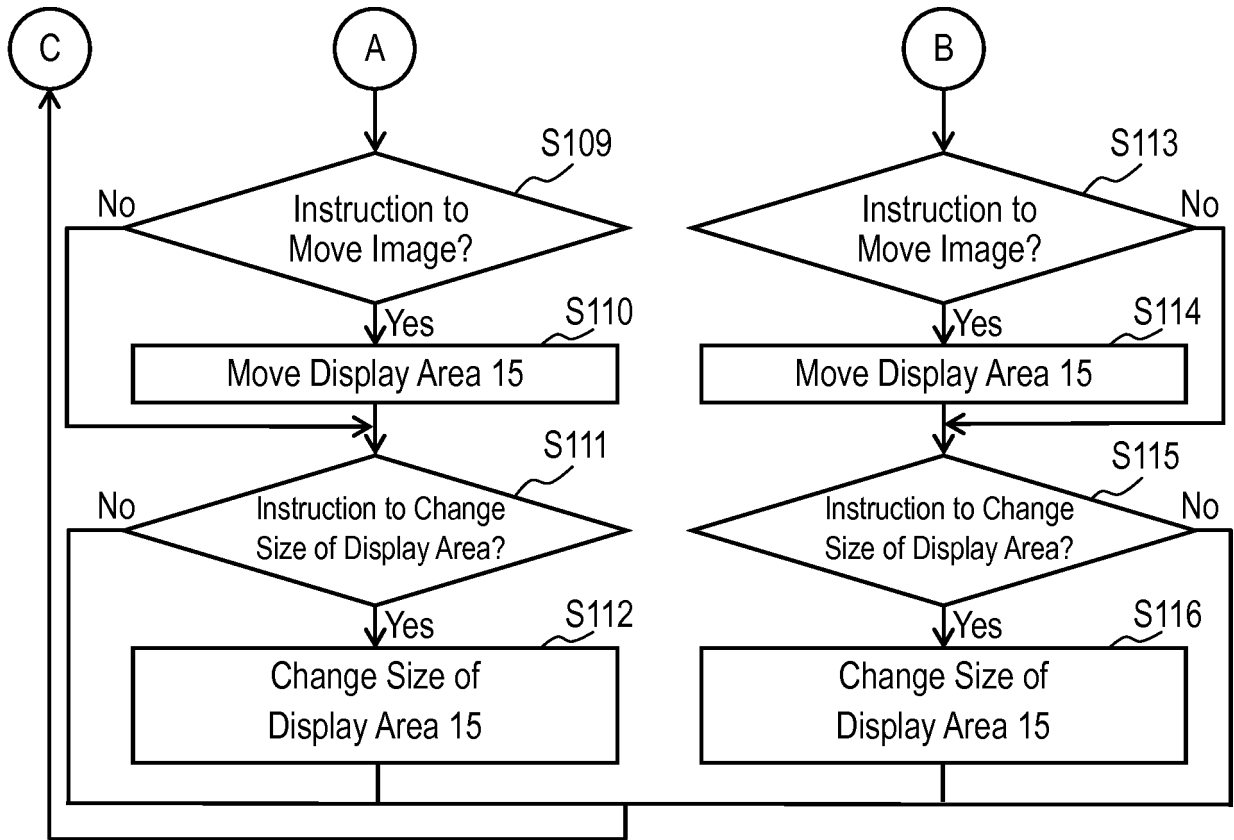 C
A
B
S109
No
Instruction to
Move Image?
Yes
S110
Move Display Area 15
S111
No
Instruction to Change
Size of Display Area?
Yes
S112
Change Size of
Display Area 15
S113
No
Instruction to
Move Image?
Yes
S114
Move Display Area 15
S115
No
Instruction to Change
Size of Display Area?
Yes
S116
Change Size of
Display Area 15